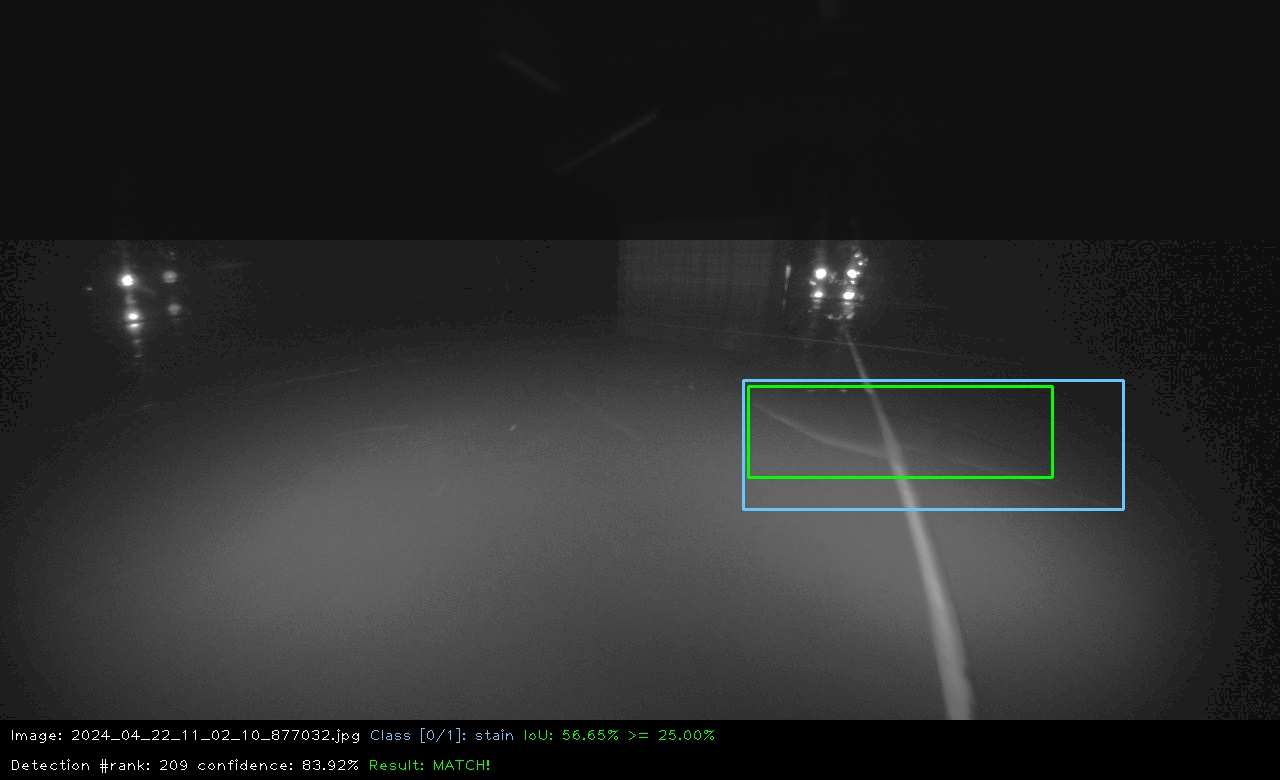 Image: 2024_04_22_11_02_10_877032.jpg Class [0/1]: stain IoU: 56.65% >= 25.00%
Detection #rank: 209 confidence: 83.92% Result: MATCH!